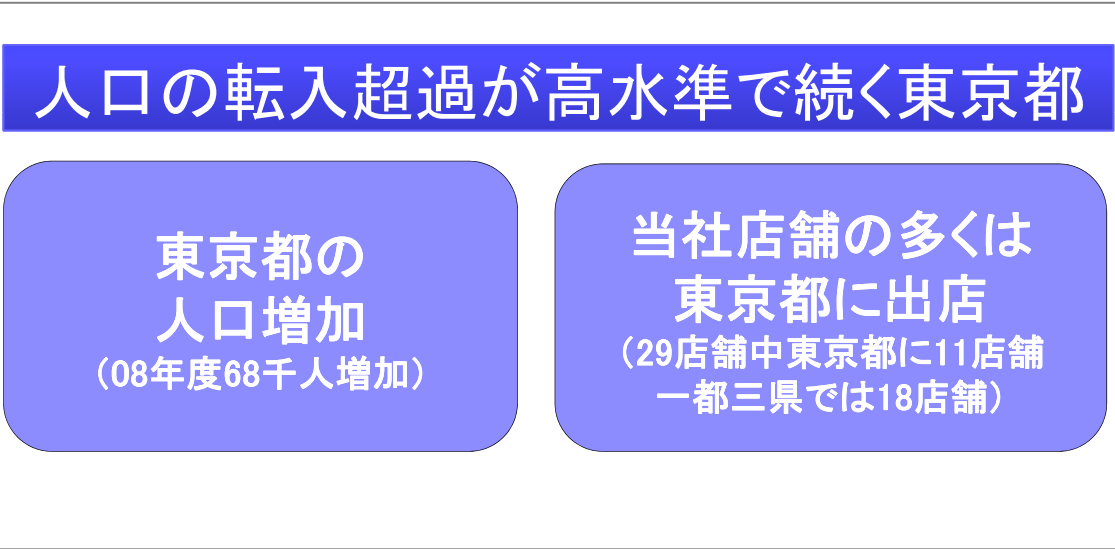 人口の転入超過が高水準で続く東京都
東京都の
人口増加
（08年度68千人増加）
当社店舗の多くは
東京都に出店
（29店舗中東京都に11店舗
一都三県では18店舗）